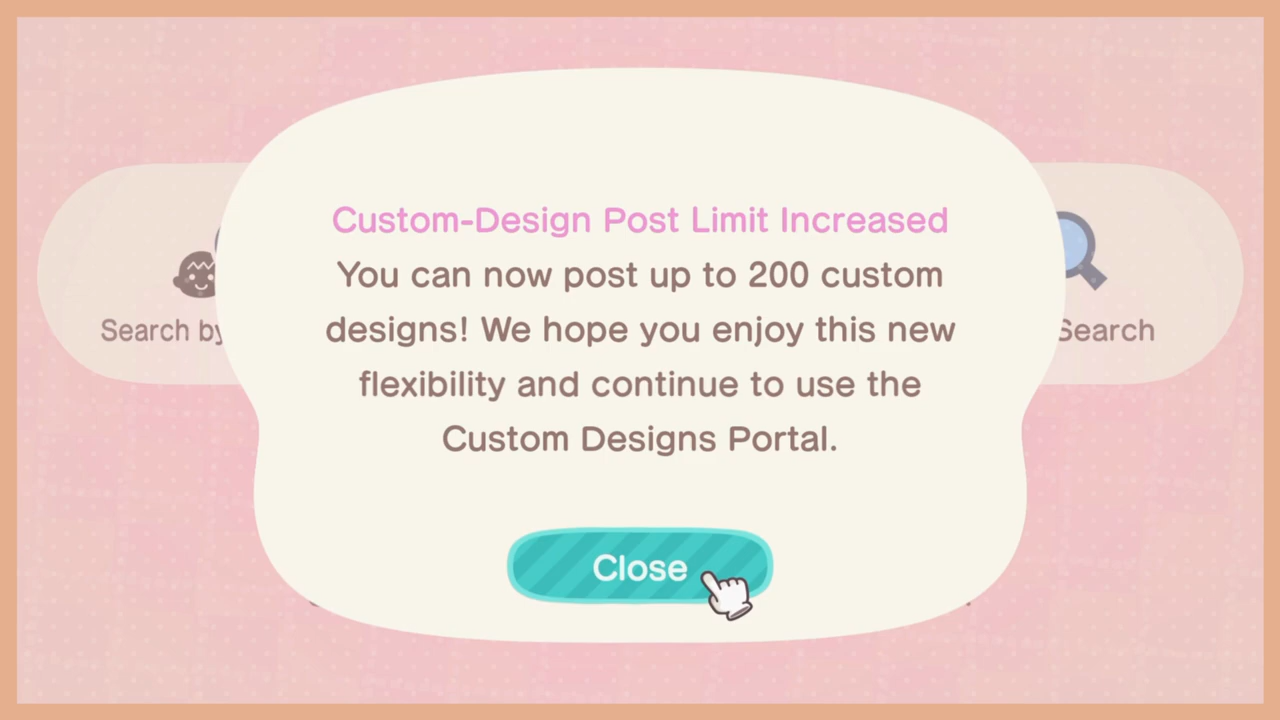 Custom-Design Post Limit Increased
You can now post up to 200 custom
designs! We hope you enjoy this new
flexibility and continue to use the
Custom Designs Portal.
Search by
Search
Close